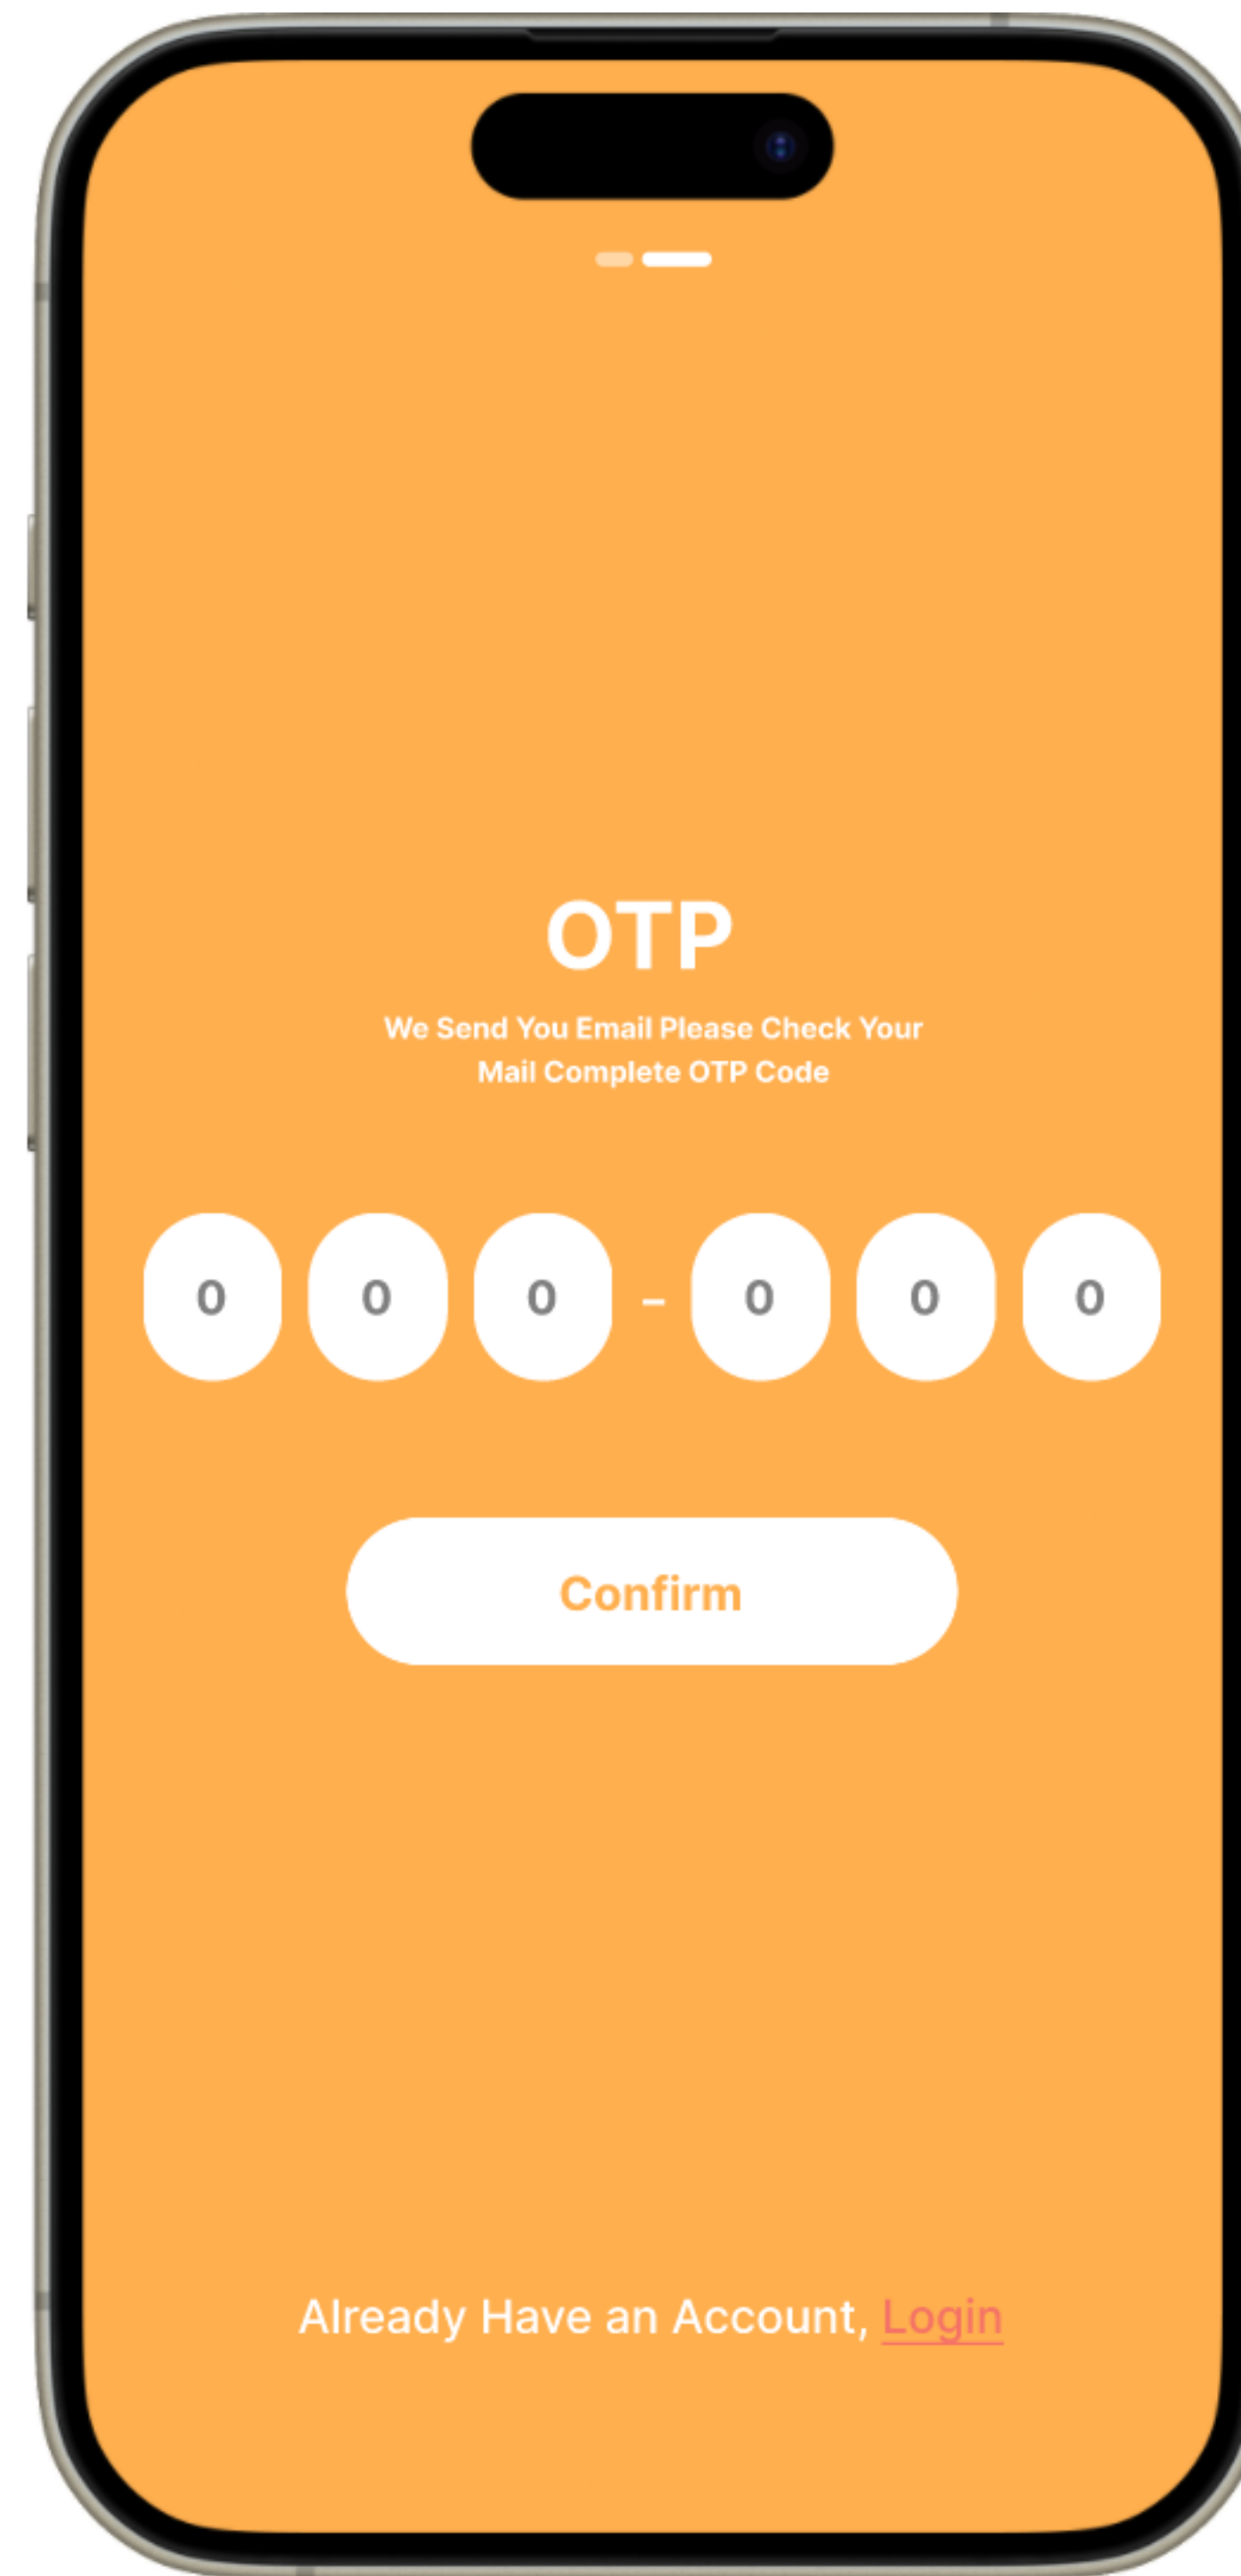 OTP
We Send You Email Please Check Your
Mail Complete OTP Code
0 0 0 - 0 0 0
Confirm
Already Have an Account, Login